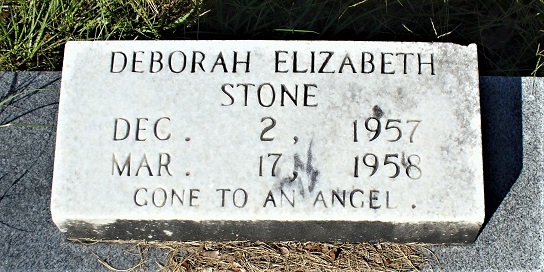 DEBORAH ELIZABETH
STONE
DEC. 2, 1957
MAR. 17, 1958
GONE TO AN ANGEL.